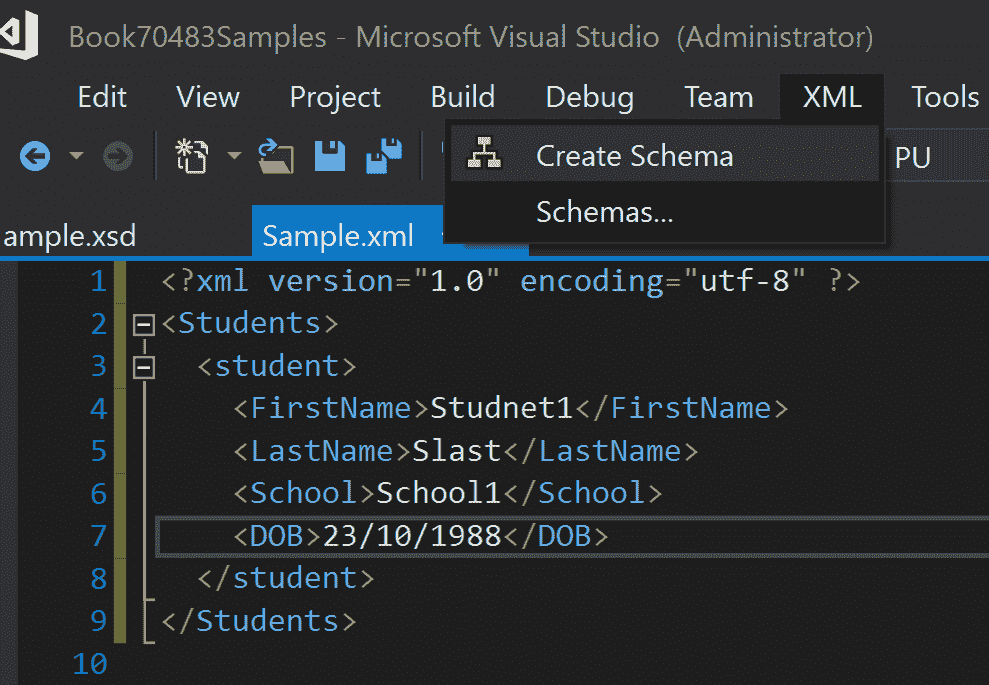 Book70483Samples - Microsoft Visual Studio (Administrator)
Edit View Project Build Debug Team XML Tools
Create Schema
PU
Schemas...
ample.xsd Sample.xml
1 <?xml version="1.0" encoding="utf-8" ?>
2 <Students>
3 <student>
4 <FirstName>Studnet1</FirstName>
5 <LastName>Slast</LastName>
6 <School>School1</School>
7 <DOB>23/10/1988</DOB>
8 </student>
9 </Students>
10